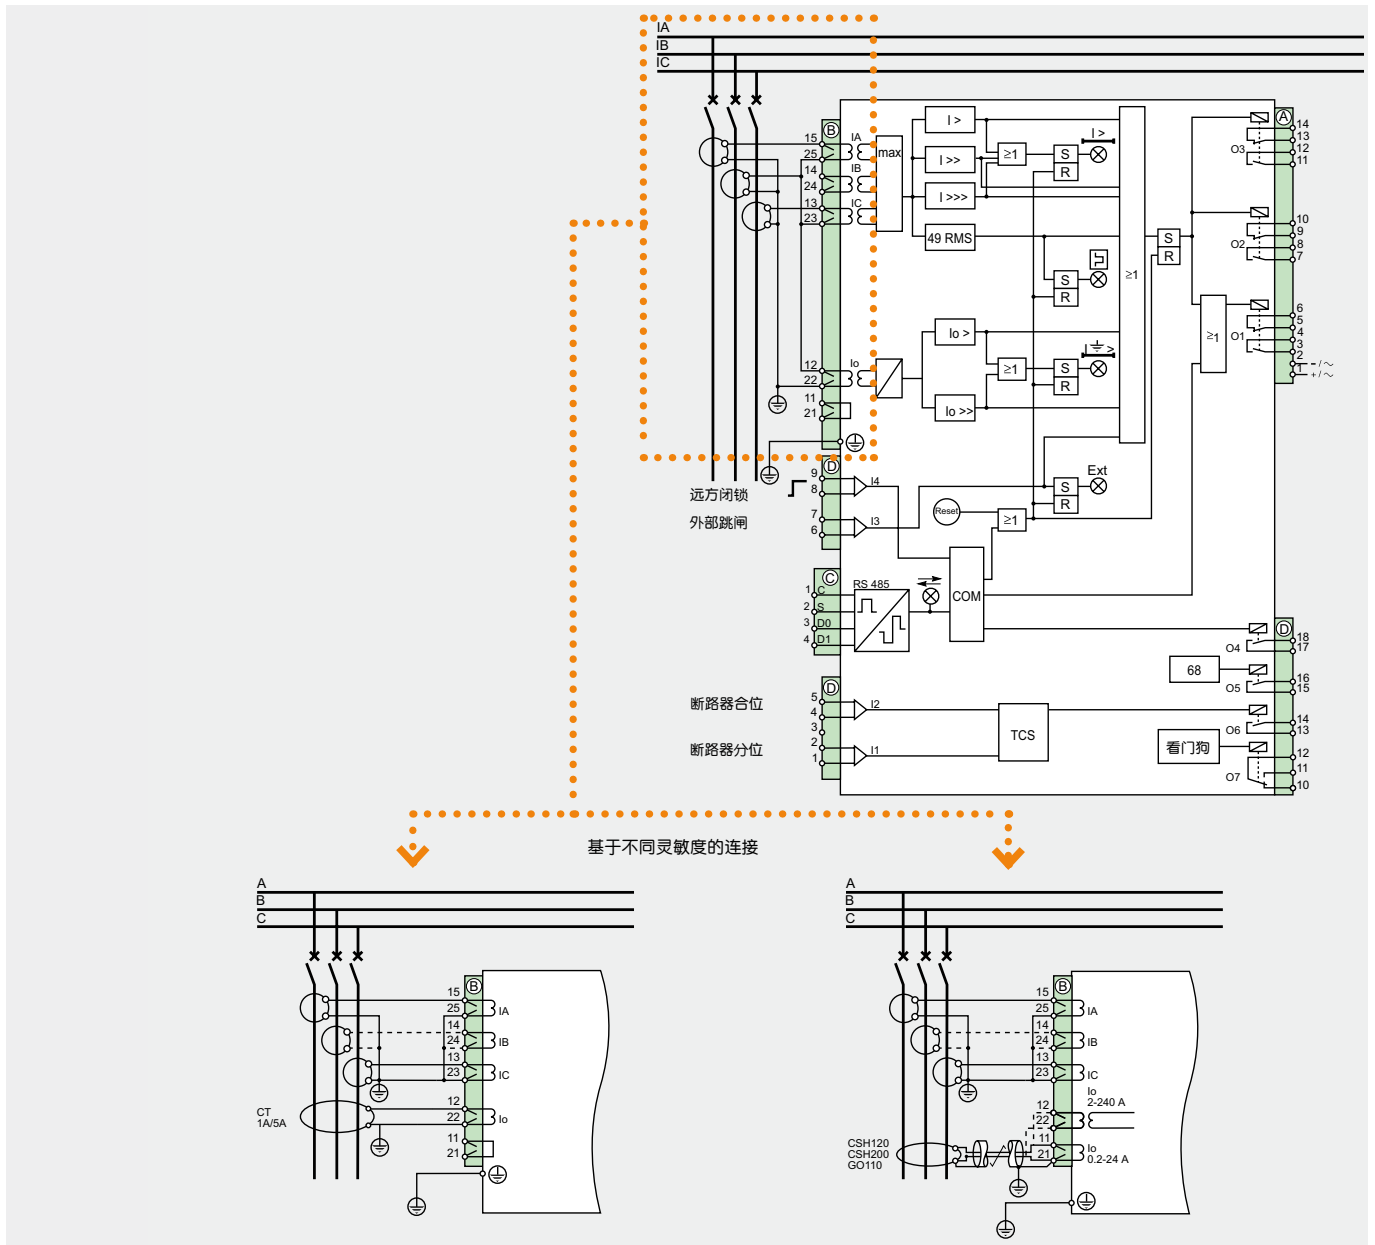 IA
IB
IC
B
15
25
14
24
13
23
12
22
11
21
IA
IB
IC
Io
max
I >
I >>
I >>>
49 RMS
≥1
S
R
I >
S
R
Io >
Io >>
≥1
S
R
I >
≥1
S
R
≥1
A
14
13
12
11
O3
10
9
8
7
O2
6
5
4
3
2
1
O1
- / ~
+ / ~
远方闭锁
外部跳闸
D
9
8
7
6
I4
I3
Reset
≥1
S
R
Ext
C
1 C
2 S
3 D0
4 D1
RS 485
COM
D
18
17
O4
68
16
15
O5
14
13
O6
看门狗
12
11
10
O7
断路器合位
断路器分位
D
5
4
3
2
1
I2
I1
TCS
基于不同灵敏度的连接
A
B
C
B
15
25
14
24
13
23
12
22
11
21
IA
IB
IC
Io
CT
1A/5A
A
B
C
B
15
25
14
24
13
23
12
22
11
21
IA
IB
IC
Io
2-240 A
Io
0.2-24 A
CSH120
CSH200
GO110